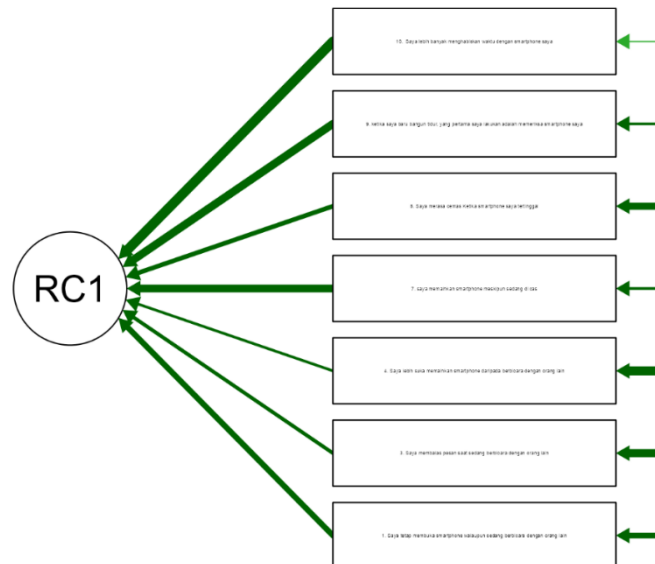 10. Saya lebih banyak menghabiskan waktu dengan smartphone saya
9. ketika saya baru bangun tidur, yang pertama saya lakukan adalah memeriksa smartphone saya
8. Saya merasa cemas ketika smartphone saya tertinggal
RC1
7. saya memainkan smartphone meskipun sedang di cas
4. Saya lebih suka memainkan smartphone daripada berbicara dengan orang lain
3. Saya membalas pesan saat sedang berbicara dengan orang lain
1. Saya tetap membuka smartphone walaupun sedang berbicara dengan orang lain